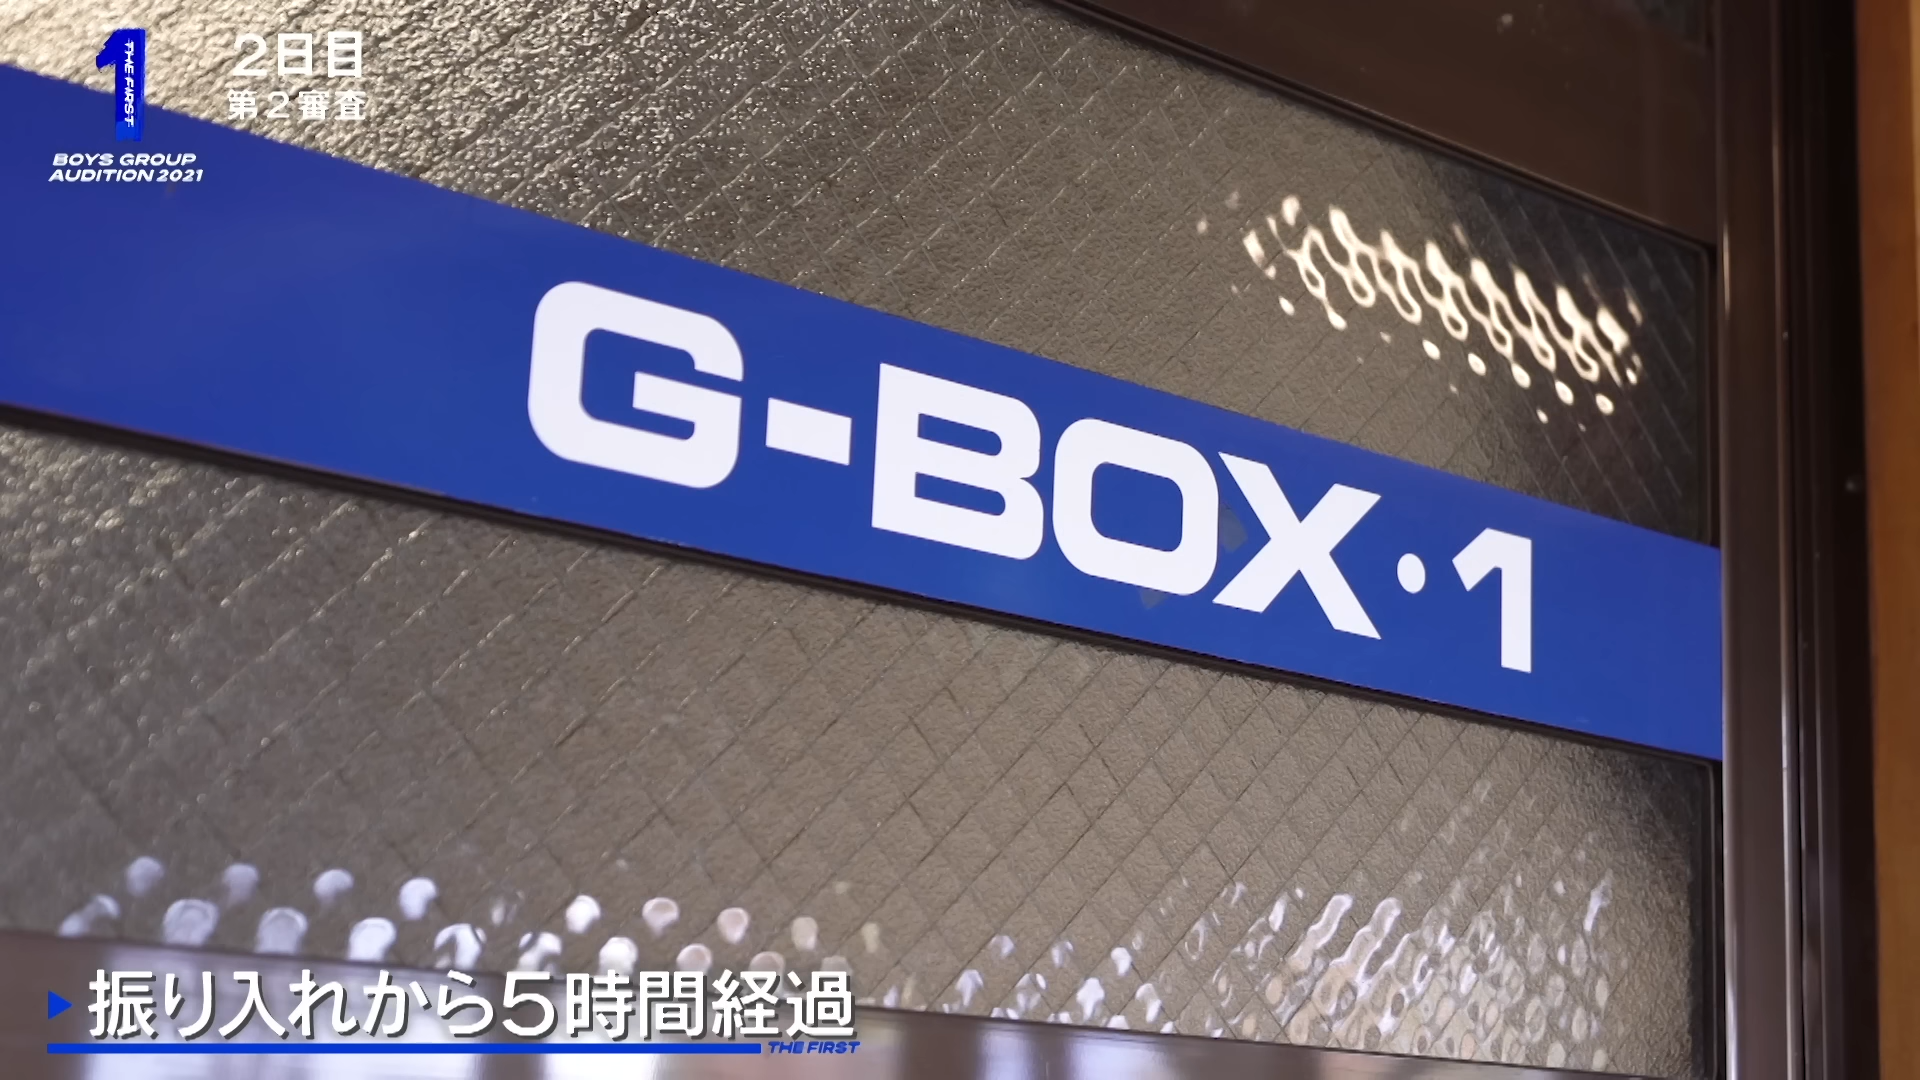 1
THE FIRST
BOYS GROUP
AUDITION 2021
2日目
第2審査
G-BOX・1
振り入れから5時間経過
THE FIRST